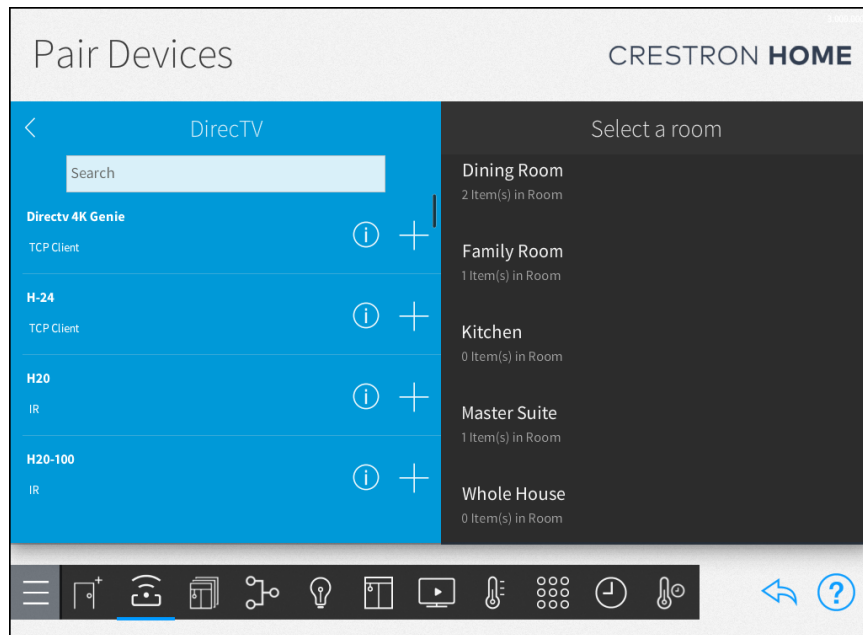 Pair Devices
CRESTRON HOME
DirecTV
Search
Directv 4K Genie
TCP Client
H-24
TCP Client
H20
IR
H20-100
IR
Select a room
Dining Room
2 Item(s) in Room
Family Room
1 Item(s) in Room
Kitchen
0 Item(s) in Room
Master Suite
1 Item(s) in Room
Whole House
0 Item(s) in Room